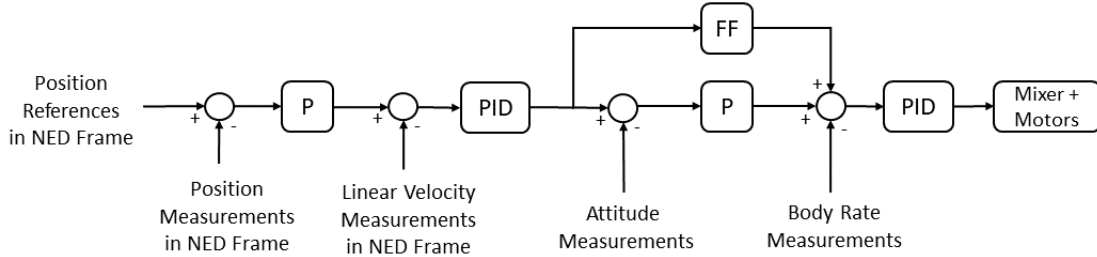 FF
Position
References
in NED Frame
P
PID
P
PID
Mixer +
Motors
+
-
+
-
+
-
+
+
-
Position
Measurements
in NED Frame
Linear Velocity
Measurements
in NED Frame
Attitude
Measurements
Body Rate
Measurements